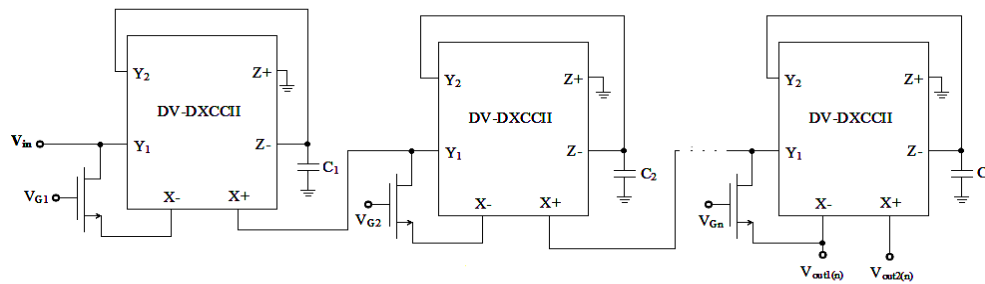 Y₂
Z+
DV-DXCCII
Vin
Y₁
Z-
C₁
VG1
X-
X+
Y₂
Z+
DV-DXCCII
Y₁
Z-
C₂
VG2
X-
X+
. . . .
Y₂
Z+
DV-DXCCII
Y₁
Z-
C
VGn
X-
X+
Vout1(n)
Vout2(n)